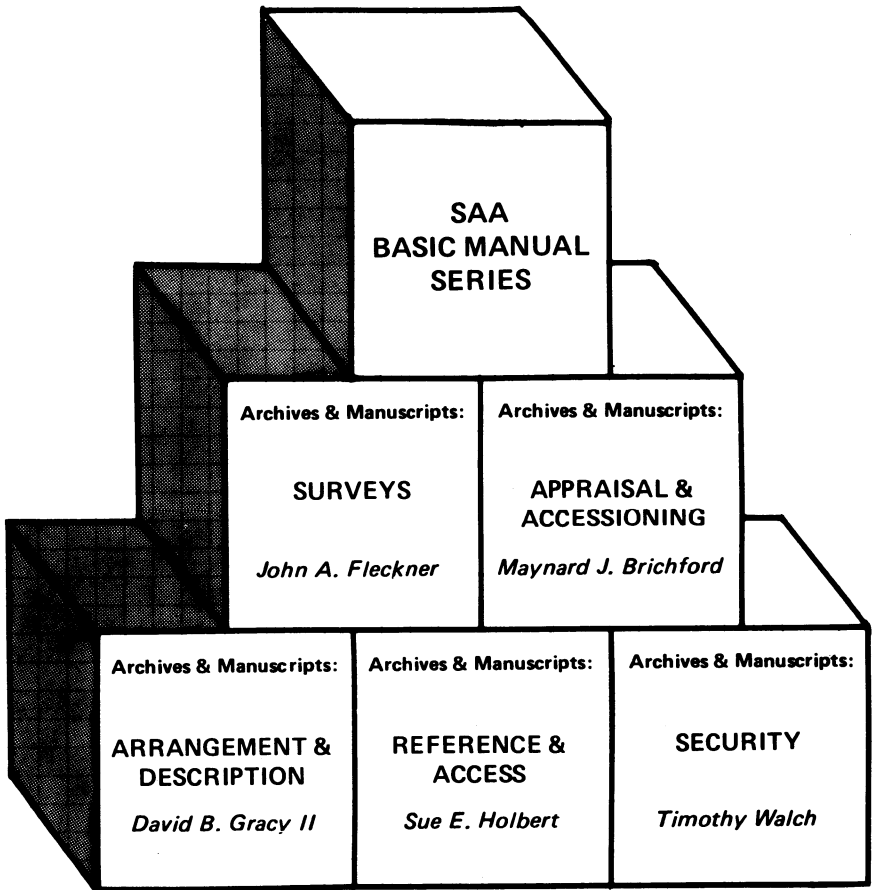 SAA
BASIC MANUAL
SERIES
Archives & Manuscripts:
SURVEYS
John A. Fleckner
Archives & Manuscripts:
APPRAISAL &
ACCESSIONING
Maynard J. Brichford
Archives & Manuscripts:
ARRANGEMENT &
DESCRIPTION
David B. Gracy II
Archives & Manuscripts:
REFERENCE &
ACCESS
Sue E. Holbert
Archives & Manuscripts:
SECURITY
Timothy Walch